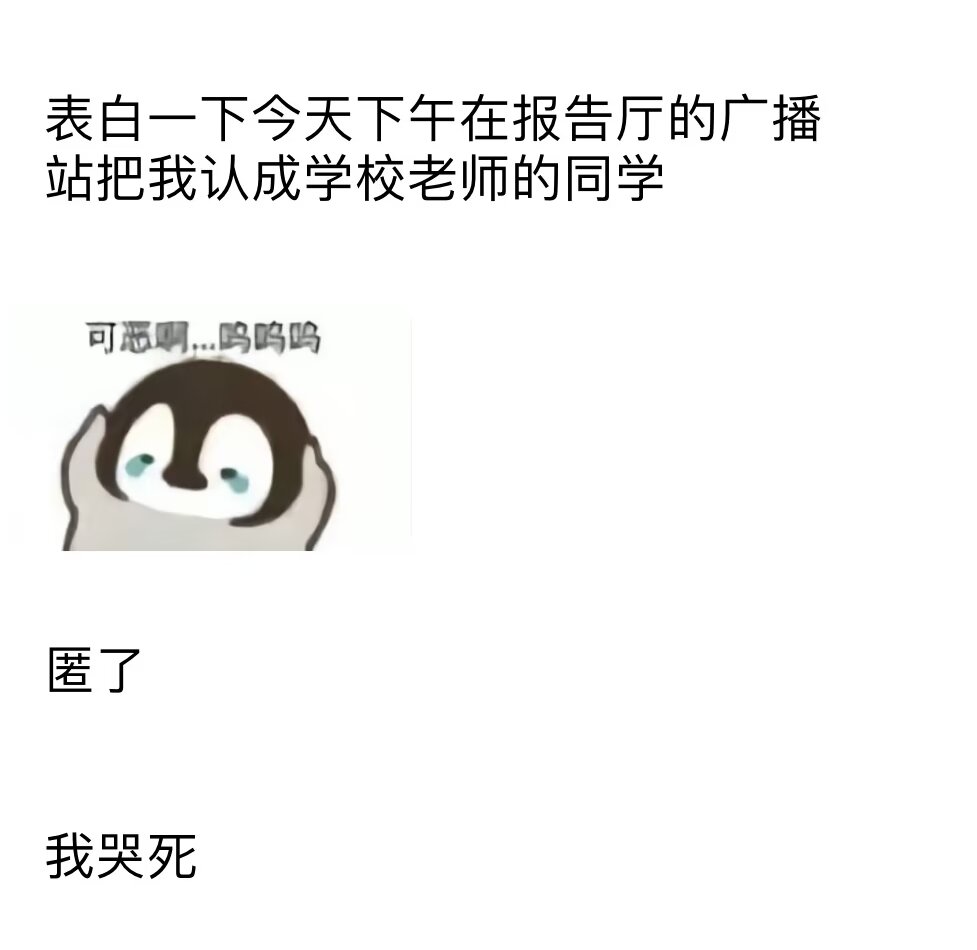 表白一下今天下午在报告厅的广播
站把我认成学校老师的同学
可恶啊...呜呜呜
匿了
我哭死